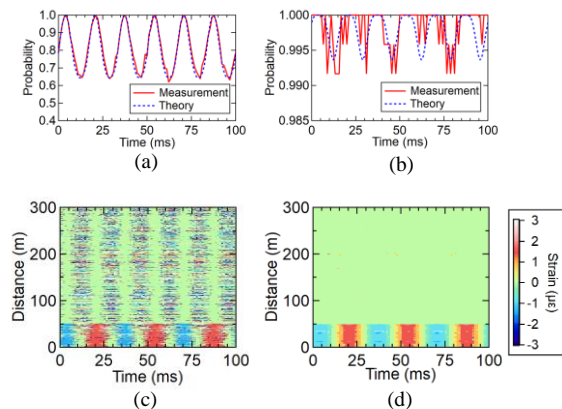 1.0
0.9
0.8
0.7
0.6
0.5
0.4
Probability
Measurement
Theory
0 25 50 75 100
Time (ms)
(a)
1.000
0.995
0.990
0.985
Probability
Measurement
Theory
0 25 50 75 100
Time (ms)
(b)
300
200
100
0
Distance (m)
0 25 50 75 100
Time (ms)
(c)
300
200
100
0
Distance (m)
0 25 50 75 100
Time (ms)
(d)
3
2
1
0
-1
-2
-3
Strain (με)